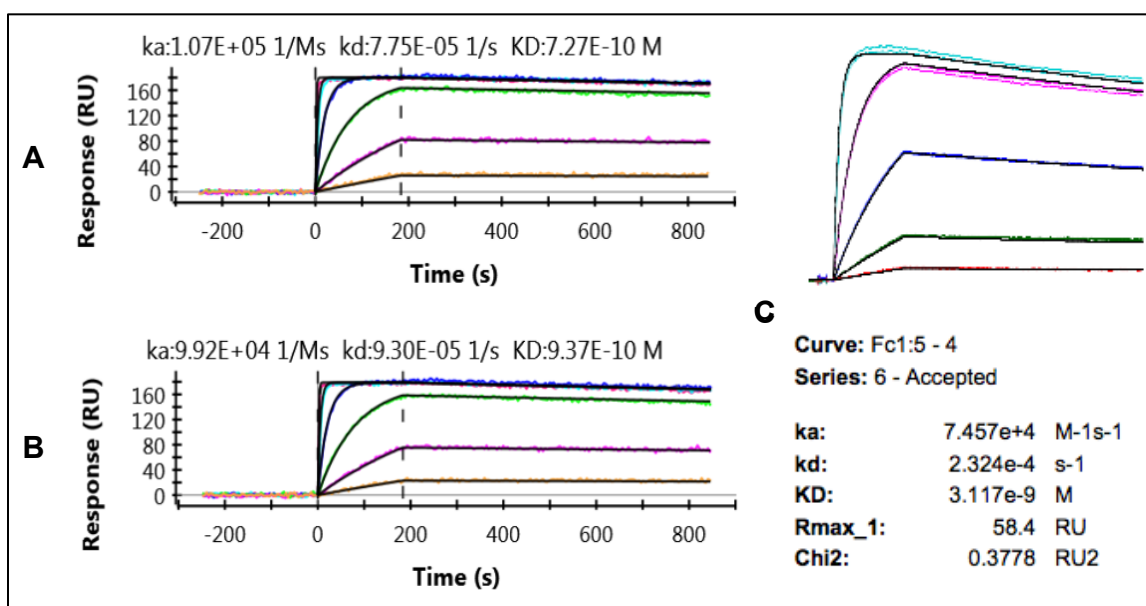 ka:1.07E+05 1/Ms kd:7.75E-05 1/s KD:7.27E-10 M
A
Response (RU)
160
120
80
40
0
-200 0 200 400 600 800
Time (s)
ka:9.92E+04 1/Ms kd:9.30E-05 1/s KD:9.37E-10 M
B
Response (RU)
160
120
80
40
0
-200 0 200 400 600 800
Time (s)
C
Curve: Fc1:5 - 4
Series: 6 - Accepted
ka: 7.457e+4 M-1s-1
kd: 2.324e-4 s-1
KD: 3.117e-9 M
Rmax_1: 58.4 RU
Chi2: 0.3778 RU2